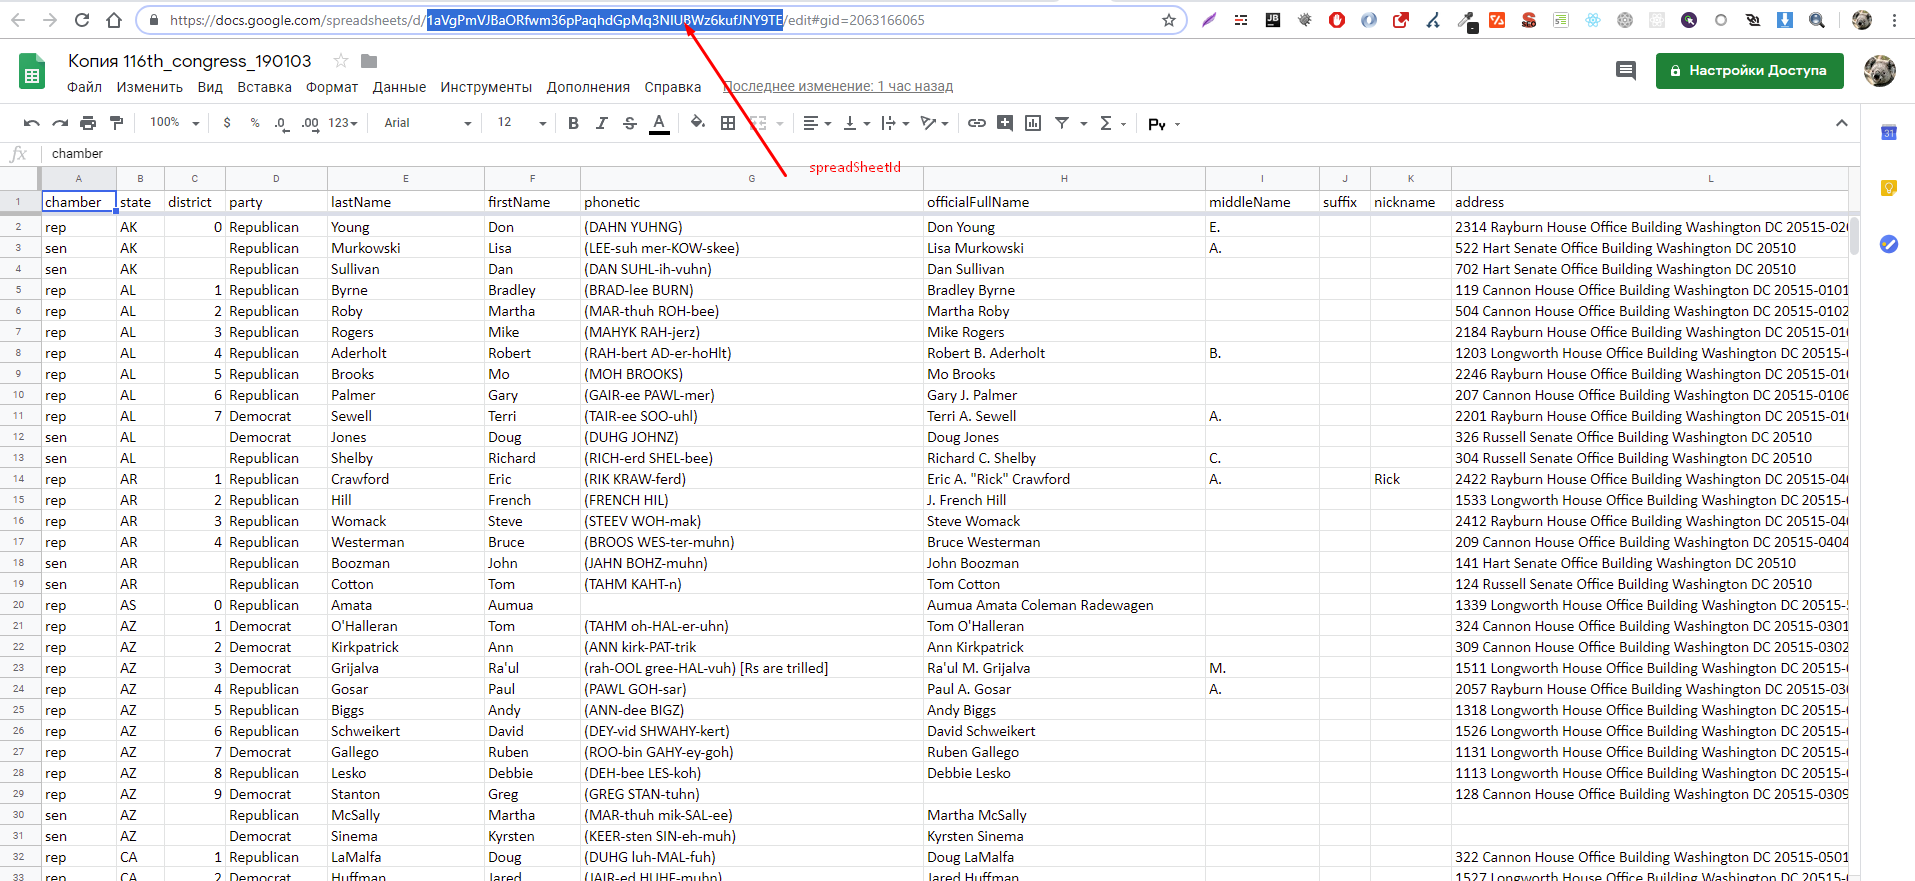 https://docs.google.com/spreadsheets/d/1aVgPmVJBaORfwm36pPaqhdGpMq3NIU8Wz6kufJNY9TE/edit#gid=2063166065
Копия 116th_congress_190103
Файл Изменить Вид Вставка Формат Данные Инструменты Дополнения Справка Последнее изменение: 1 час назад
Настройки Доступа
100% $ % .0 .00 123 Arial 12 B I S A Σ Py
fx chamber
spreadSheetId
A B C D E F G H I J K L
1 chamber state district party lastName firstName phonetic officialFullName middleName suffix nickname address
2 rep AK 0 Republican Young Don (DAHN YUHNG) Don Young E. 2314 Rayburn House Office Building Washington DC 20515-020
3 sen AK Republican Murkowski Lisa (LEE-suh mer-KOW-skee) Lisa Murkowski A. 522 Hart Senate Office Building Washington DC 20510
4 sen AK Republican Sullivan Dan (DAN SUHL-ih-vuhn) Dan Sullivan 702 Hart Senate Office Building Washington DC 20510
5 rep AL 1 Republican Byrne Bradley (BRAD-lee BURN) Bradley Byrne 119 Cannon House Office Building Washington DC 20515-0101
6 rep AL 2 Republican Roby Martha (MAR-thuh ROH-bee) Martha Roby 504 Cannon House Office Building Washington DC 20515-0102
7 rep AL 3 Republican Rogers Mike (MAHYK RAH-jerz) Mike Rogers 2184 Rayburn House Office Building Washington DC 20515-010
8 rep AL 4 Republican Aderholt Robert (RAH-bert AD-er-hoHlt) Robert B. Aderholt B. 1203 Longworth House Office Building Washington DC 20515-
9 rep AL 5 Republican Brooks Mo (MOH BROOKS) Mo Brooks 2246 Rayburn House Office Building Washington DC 20515-010
10 rep AL 6 Republican Palmer Gary (GAIR-ee PAWL-mer) Gary J. Palmer 207 Cannon House Office Building Washington DC 20515-0106
11 rep AL 7 Democrat Sewell Terri (TAIR-ee SOO-uhl) Terri A. Sewell A. 2201 Rayburn House Office Building Washington DC 20515-010
12 sen AL Democrat Jones Doug (DUHG JOHNZ) Doug Jones 326 Russell Senate Office Building Washington DC 20510
13 sen AL Republican Shelby Richard (RICH-erd SHEL-bee) Richard C. Shelby C. 304 Russell Senate Office Building Washington DC 20510
14 rep AR 1 Republican Crawford Eric (RIK KRAW-ferd) Eric A. "Rick" Crawford A. Rick 2422 Rayburn House Office Building Washington DC 20515-040
15 rep AR 2 Republican Hill French (FRENCH HIL) J. French Hill 1533 Longworth House Office Building Washington DC 20515-
16 rep AR 3 Republican Womack Steve (STEEV WOH-mak) Steve Womack 2412 Rayburn House Office Building Washington DC 20515-040
17 rep AR 4 Republican Westerman Bruce (BROOS WES-ter-muhn) Bruce Westerman 209 Cannon House Office Building Washington DC 20515-0404
18 sen AR Republican Boozman John (JAHN BOHZ-muhn) John Boozman 141 Hart Senate Office Building Washington DC 20510
19 sen AR Republican Cotton Tom (TAHM KAHT-n) Tom Cotton 124 Russell Senate Office Building Washington DC 20510
20 rep AS 0 Republican Amata Aumua Aumua Amata Coleman Radewagen 1339 Longworth House Office Building Washington DC 20515-
21 rep AZ 1 Democrat O'Halleran Tom (TAHM oh-HAL-er-uhn) Tom O'Halleran 324 Cannon House Office Building Washington DC 20515-0301
22 rep AZ 2 Democrat Kirkpatrick Ann (ANN kirk-PAT-trik Ann Kirkpatrick 309 Cannon House Office Building Washington DC 20515-0302
23 rep AZ 3 Democrat Grijalva Ra'ul (rah-OOL gree-HAL-vuh) [Rs are trilled] Ra'ul M. Grijalva M. 1511 Longworth House Office Building Washington DC 20515-
24 rep AZ 4 Republican Gosar Paul (PAWL GOH-sar) Paul A. Gosar A. 2057 Rayburn House Office Building Washington DC 20515-030
25 rep AZ 5 Republican Biggs Andy (ANN-dee BIGZ) Andy Biggs 1318 Longworth House Office Building Washington DC 20515-
26 rep AZ 6 Republican Schweikert David (DEY-vid SHWAHY-kert) David Schweikert 1526 Longworth House Office Building Washington DC 20515-
27 rep AZ 7 Democrat Gallego Ruben (ROO-bin GAHY-ey-goh) Ruben Gallego 1131 Longworth House Office Building Washington DC 20515-
28 rep AZ 8 Republican Lesko Debbie (DEH-bee LES-koh) Debbie Lesko 1113 Longworth House Office Building Washington DC 20515-
29 rep AZ 9 Democrat Stanton Greg (GREG STAN-tuhn) 128 Cannon House Office Building Washington DC 20515-0309
30 sen AZ Republican McSally Martha (MAR-thuh mik-SAL-ee) Martha McSally
31 sen AZ Democrat Sinema Kyrsten (KEER-sten SIN-eh-muh) Kyrsten Sinema
32 rep CA 1 Republican LaMalfa Doug (DUHG luh-MAL-fuh) Doug LaMalfa 322 Cannon House Office Building Washington DC 20515-0501
33 rep CA 2 Democrat Huffman Jared (JAIR-ed HUHF-muhn) Jared Huffman 1527 Longworth House Office Building Washington DC 20515-